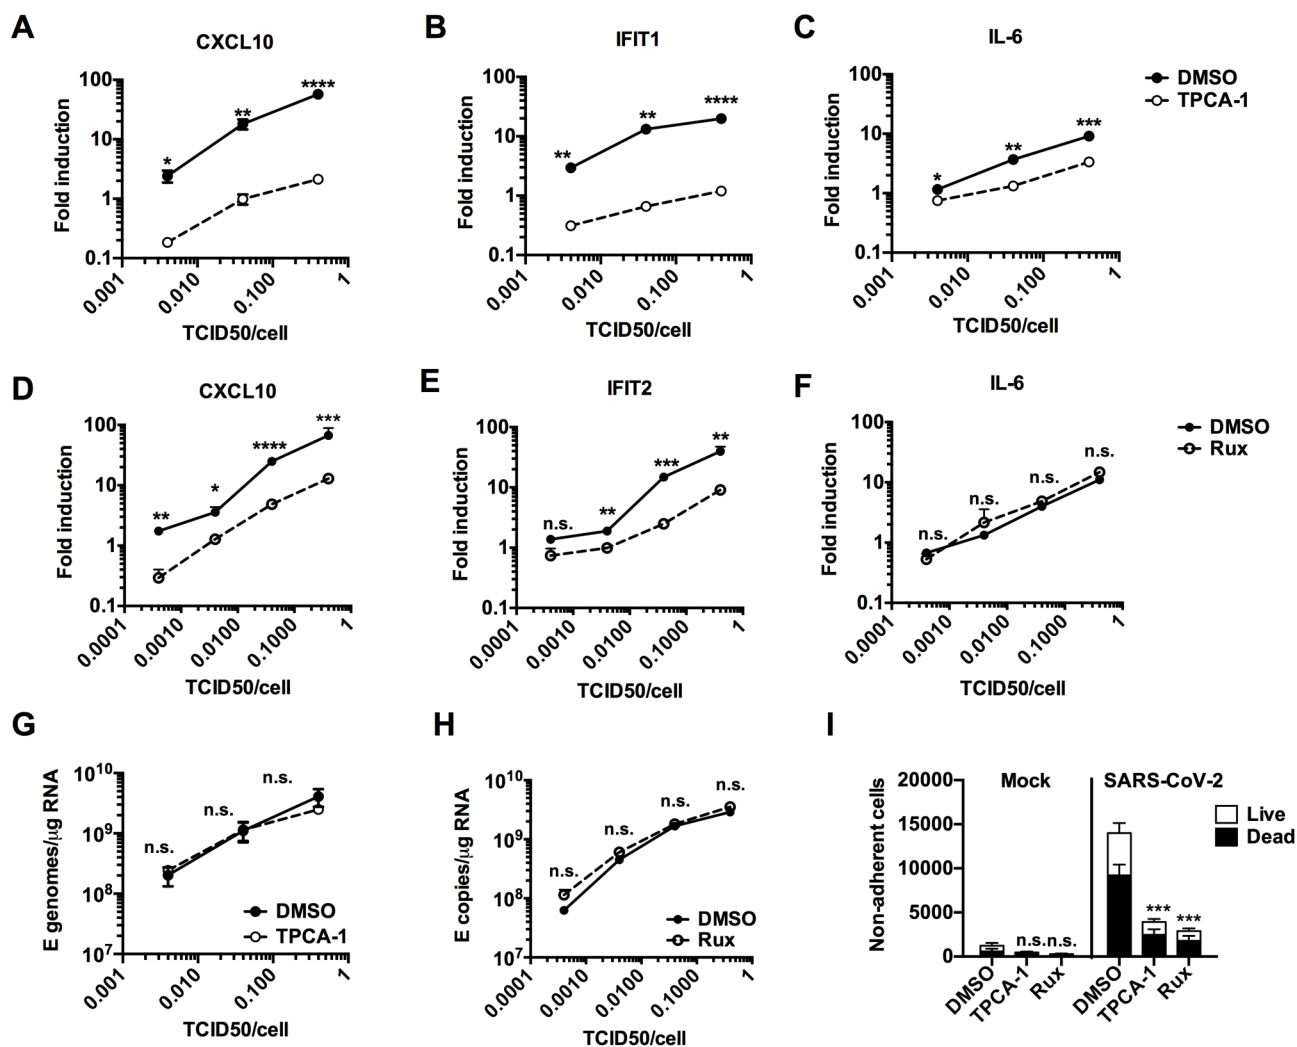 A
CXCL10
Fold induction
100
10
1
0.1
*
**
****
0.001
0.010
0.100
1
TCID50/cell
B
IFIT1
Fold induction
100
10
1
0.1
**
**
****
0.001
0.010
0.100
1
TCID50/cell
C
IL-6
Fold induction
100
10
1
0.1
*
**
***
0.001
0.010
0.100
1
TCID50/cell
DMSO
TPCA-1
D
CXCL10
Fold induction
100
10
1
0.1
**
*
****
***
0.0001
0.0010
0.0100
0.1000
1
TCID50/cell
E
IFIT2
Fold induction
100
10
1
0.1
n.s.
**
***
**
0.0001
0.0010
0.0100
0.1000
1
TCID50/cell
F
IL-6
Fold induction
100
10
1
0.1
n.s.
n.s.
n.s.
n.s.
0.0001
0.0010
0.0100
0.1000
1
TCID50/cell
DMSO
Rux
G
E genomes/µg RNA
10^10
10^9
10^8
10^7
n.s.
n.s.
n.s.
DMSO
TPCA-1
0.001
0.010
0.100
1
TCID50/cell
H
E copies/µg RNA
10^10
10^9
10^8
10^7
n.s.
n.s.
n.s.
n.s.
DMSO
Rux
0.0001
0.0010
0.0100
0.1000
1
TCID50/cell
I
Non-adherent cells
20000
15000
10000
5000
0
Mock
SARS-CoV-2
n.s.
n.s.
***
***
Live
Dead
DMSO
TPCA-1
Rux
DMSO
TPCA-1
Rux